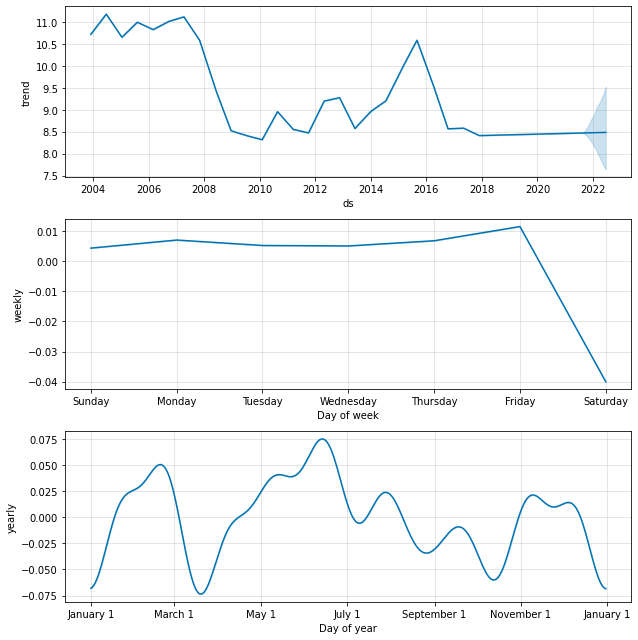 11.0
10.5
10.0
9.5
9.0
8.5
8.0
7.5
trend
2004 2006 2008 2010 2012 2014 2016 2018 2020 2022
ds
0.01
0.00
−0.01
−0.02
−0.03
−0.04
weekly
Sunday Monday Tuesday Wednesday Thursday Friday Saturday
Day of week
0.075
0.050
0.025
0.000
−0.025
−0.050
−0.075
yearly
January 1 March 1 May 1 July 1 September 1 November 1 January 1
Day of year